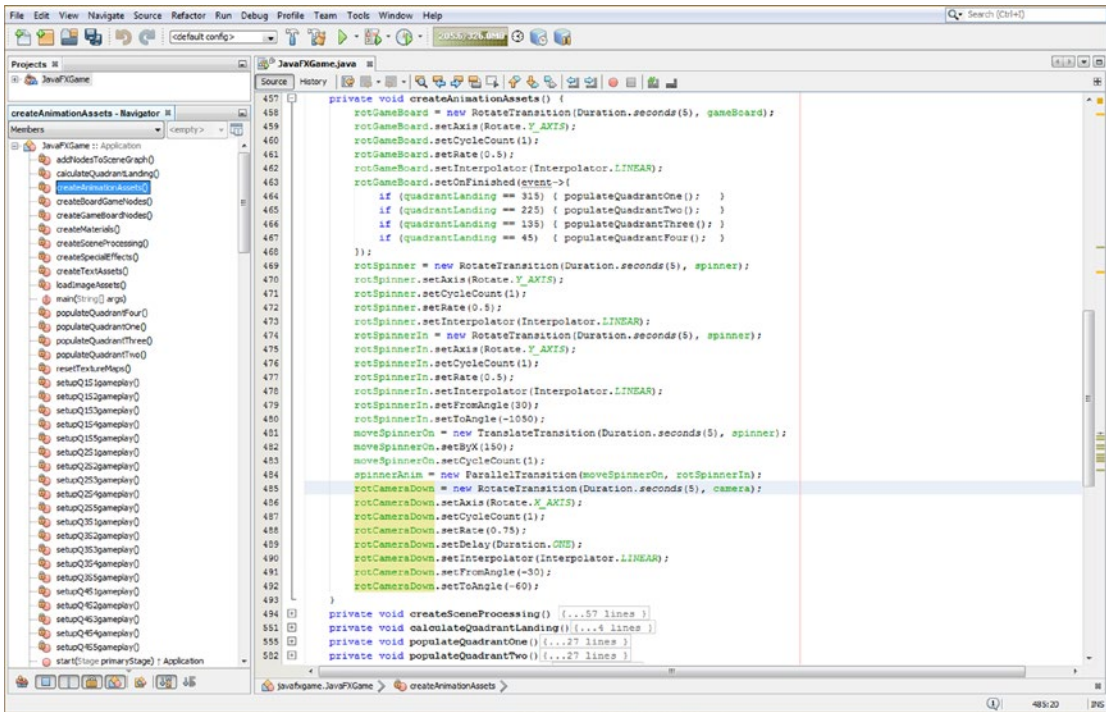 File Edit View Navigate Source Refactor Run Debug Profile Team Tools Window Help
Search (Ctrl+I)
<default config>
Projects
JavaFXGame
createAnimationAssets - Navigator
Members
<empty>
JavaFXGame :: Application
addNodesToSceneGraph()
calculateQuadrantLanding()
createAnimationAssets()
createBoardGameNodes()
createGameBoardNodes()
createMaterials()
createSceneProcessing()
createSpecialEffects()
createTextAssets()
loadImageAssets()
main(String[] args)
populateQuadrantFour()
populateQuadrantOne()
populateQuadrantThree()
populateQuadrantTwo()
resetTextureMaps()
setupQ1S1gameplay()
setupQ1S2gameplay()
setupQ1S3gameplay()
setupQ1S4gameplay()
setupQ1S5gameplay()
setupQ2S1gameplay()
setupQ2S2gameplay()
setupQ2S3gameplay()
setupQ2S4gameplay()
setupQ2S5gameplay()
setupQ3S1gameplay()
setupQ3S2gameplay()
setupQ3S3gameplay()
setupQ3S4gameplay()
setupQ3S5gameplay()
setupQ4S1gameplay()
setupQ4S2gameplay()
setupQ4S3gameplay()
setupQ4S4gameplay()
setupQ4S5gameplay()
start(Stage primaryStage) ↑ Application
JavaFXGame.java
Source History
457 private void createAnimationAssets() {
458 rotGameBoard = new RotateTransition(Duration.seconds(5), gameBoard);
459 rotGameBoard.setAxis(Rotate.Y_AXIS);
460 rotGameBoard.setCycleCount(1);
461 rotGameBoard.setRate(0.5);
462 rotGameBoard.setInterpolator(Interpolator.LINEAR);
463 rotGameBoard.setOnFinished(event->{
464 if (quadrantLanding == 315) { populateQuadrantOne(); }
465 if (quadrantLanding == 225) { populateQuadrantTwo(); }
466 if (quadrantLanding == 135) { populateQuadrantThree(); }
467 if (quadrantLanding == 45) { populateQuadrantFour(); }
468 });
469 rotSpinner = new RotateTransition(Duration.seconds(5), spinner);
470 rotSpinner.setAxis(Rotate.Y_AXIS);
471 rotSpinner.setCycleCount(1);
472 rotSpinner.setRate(0.5);
473 rotSpinner.setInterpolator(Interpolator.LINEAR);
474 rotSpinnerIn = new RotateTransition(Duration.seconds(5), spinner);
475 rotSpinnerIn.setAxis(Rotate.Y_AXIS);
476 rotSpinnerIn.setCycleCount(1);
477 rotSpinnerIn.setRate(0.5);
478 rotSpinnerIn.setInterpolator(Interpolator.LINEAR);
479 rotSpinnerIn.setFromAngle(30);
480 rotSpinnerIn.setToAngle(-1050);
481 moveSpinnerOn = new TranslateTransition(Duration.seconds(5), spinner);
482 moveSpinnerOn.setByX(150);
483 moveSpinnerOn.setCycleCount(1);
484 spinnerAnim = new ParallelTransition(moveSpinnerOn, rotSpinnerIn);
485 rotCameraDown = new RotateTransition(Duration.seconds(5), camera);
486 rotCameraDown.setAxis(Rotate.X_AXIS);
487 rotCameraDown.setCycleCount(1);
488 rotCameraDown.setRate(0.75);
489 rotCameraDown.setDelay(Duration.ONE);
490 rotCameraDown.setInterpolator(Interpolator.LINEAR);
491 rotCameraDown.setFromAngle(-30);
492 rotCameraDown.setToAngle(-60);
493 }
494 private void createSceneProcessing() {...57 lines }
551 private void calculateQuadrantLanding() {...4 lines }
555 private void populateQuadrantOne() {...27 lines }
582 private void populateQuadrantTwo() {...27 lines }
javafxgame.JavaFXGame createAnimationAssets
485:20 INS